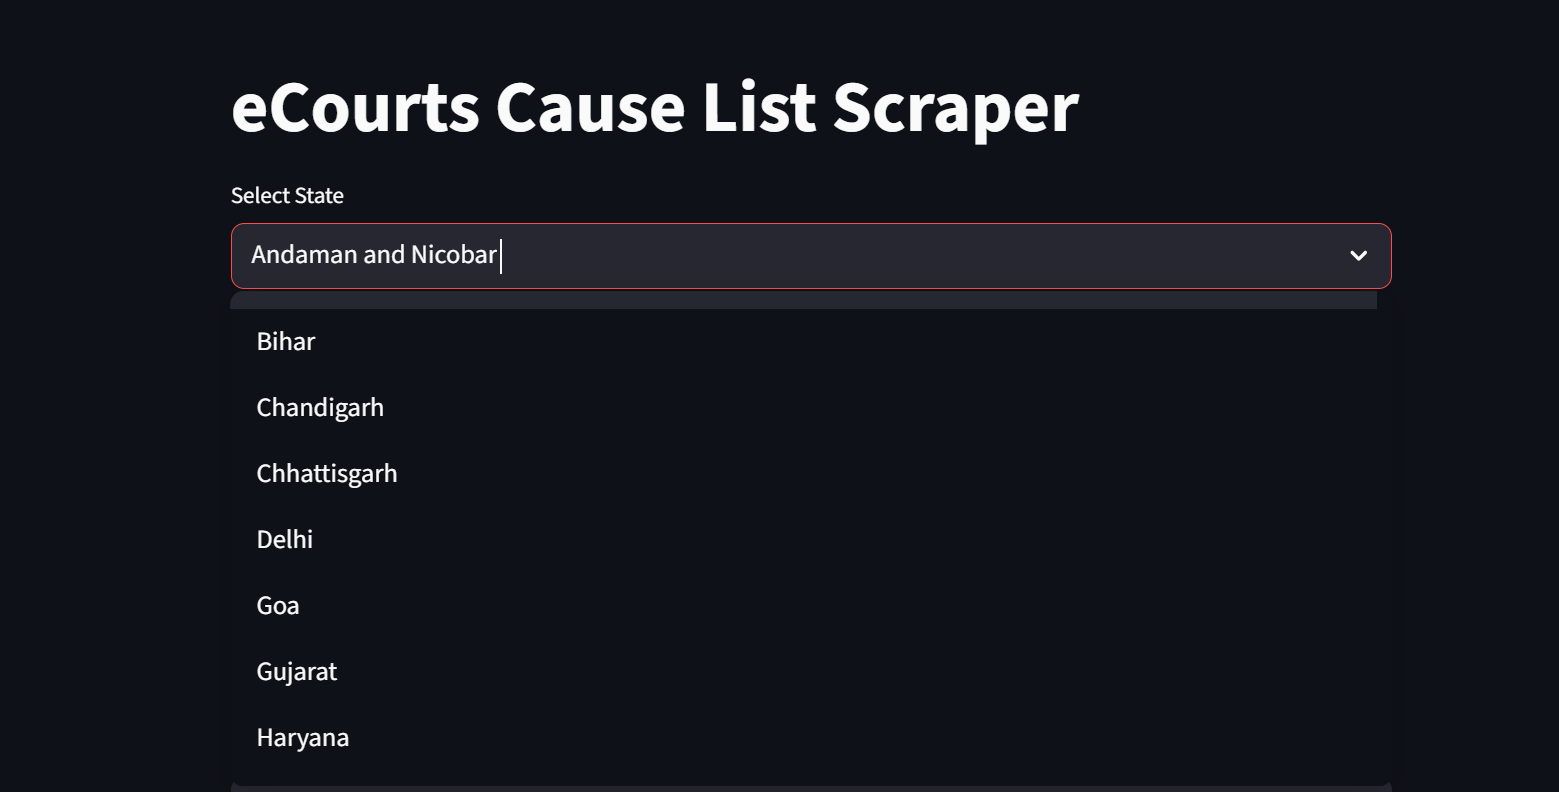 eCourts Cause List Scraper
Select State
Andaman and Nicobar
Bihar
Chandigarh
Chhattisgarh
Delhi
Goa
Gujarat
Haryana